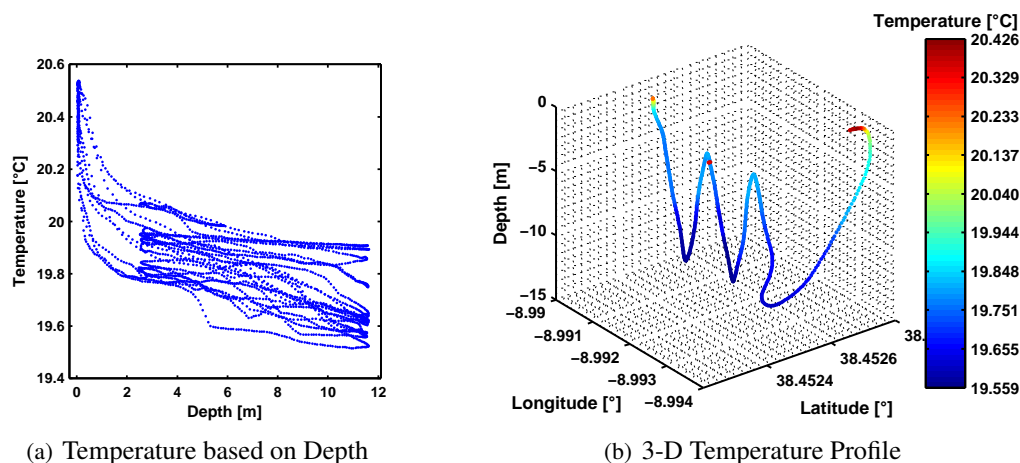 Temperature [°C]
20.6
20.4
20.2
20
19.8
19.6
19.4
0 2 4 6 8 10 12
Depth [m]
Temperature [°C]
(a) Temperature based on Depth
0
−5
−10
−15
Depth [m]
−8.99
−8.991
−8.992
−8.993
−8.994
Longitude [°]
38.4524
38.4526
38.
Latitude [°]
Temperature [°C]
20.426
20.329
20.233
20.137
20.040
19.944
19.848
19.751
19.655
19.559
(b) 3-D Temperature Profile